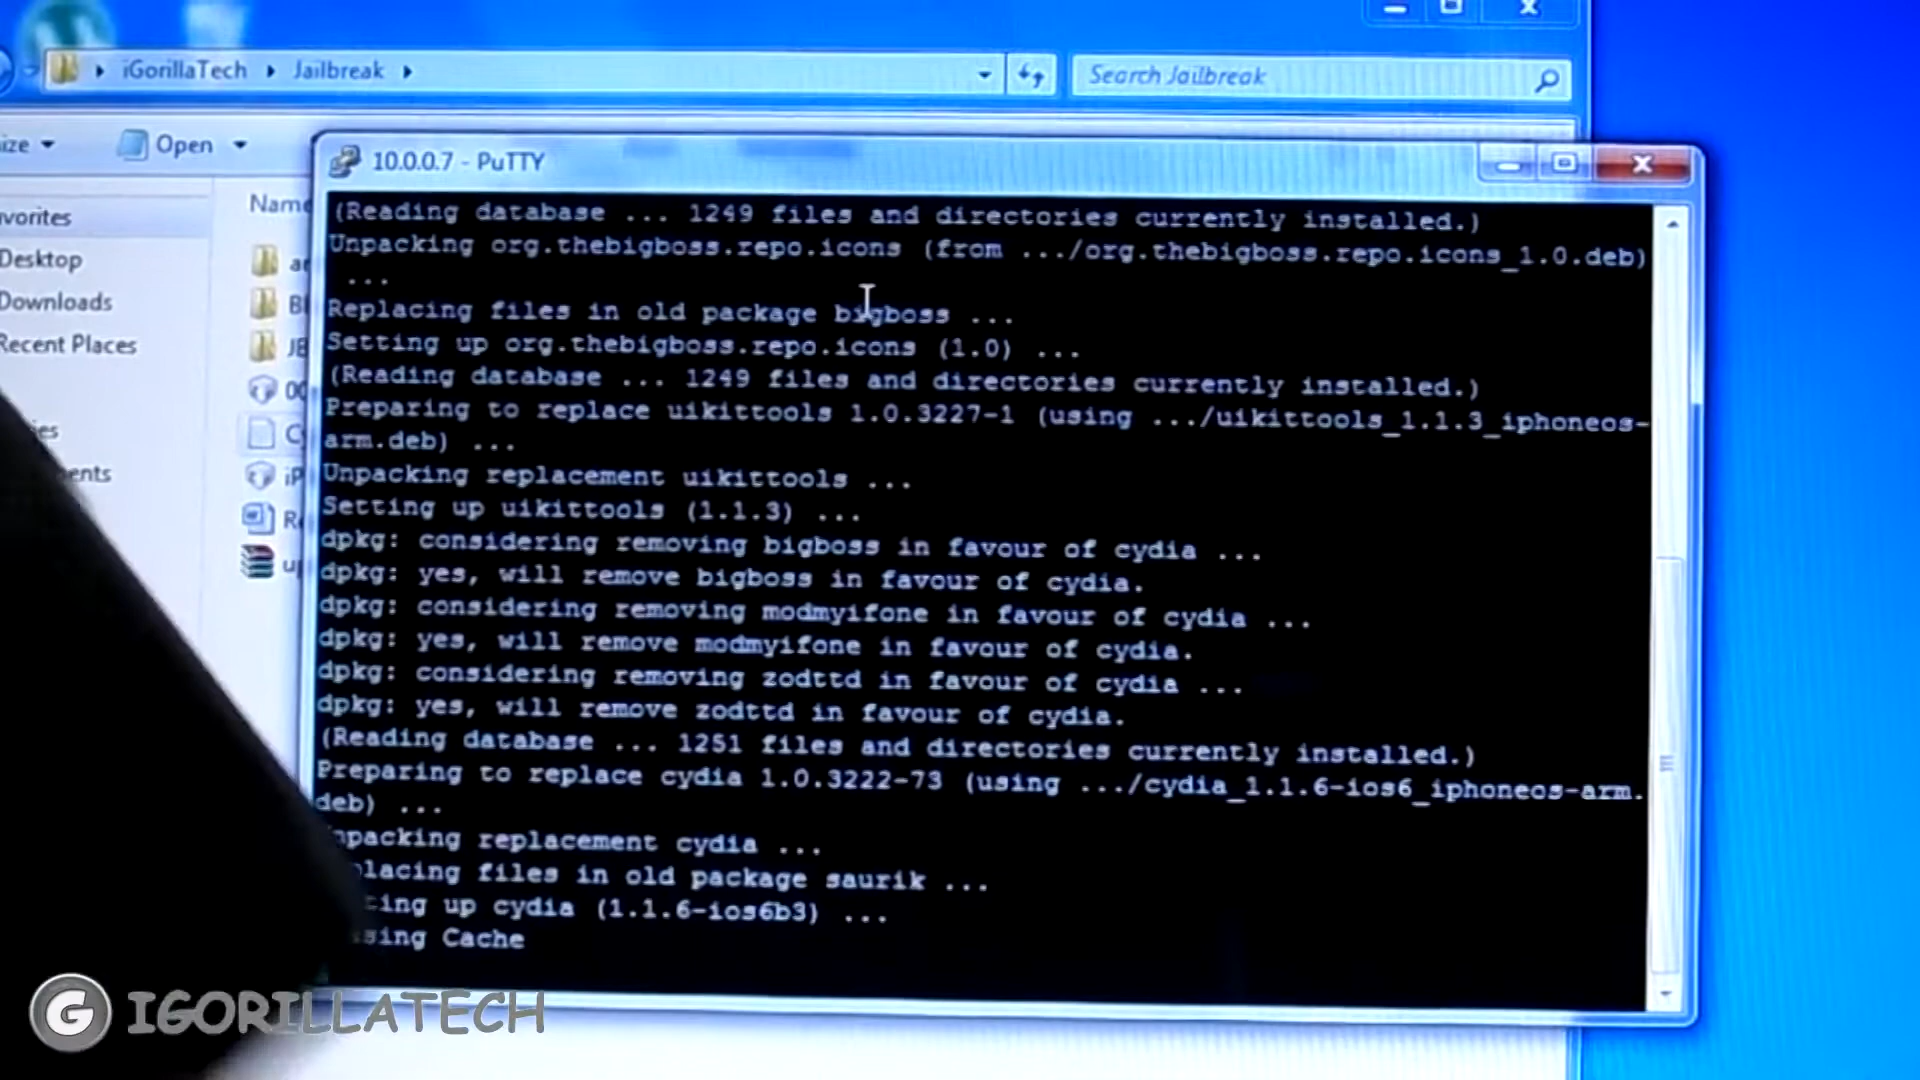 iGorillaTech Jailbreak
Search Jailbreak
Open
10.0.0.7 - PuTTY
Name
Desktop
Downloads
Recent Places
(Reading database ... 1249 files and directories currently installed.)
Unpacking org.thebigboss.repo.icons (from .../org.thebigboss.repo.icons_1.0.deb)
...
Replacing files in old package bigboss ...
Setting up org.thebigboss.repo.icons (1.0) ...
(Reading database ... 1249 files and directories currently installed.)
Preparing to replace uikittools 1.0.3227-1 (using .../uikittools_1.1.3_iphoneos-
arm.deb) ...
Unpacking replacement uikittools ...
Setting up uikittools (1.1.3) ...
dpkg: considering removing bigboss in favour of cydia ...
dpkg: yes, will remove bigboss in favour of cydia.
dpkg: considering removing modmyifone in favour of cydia ...
dpkg: yes, will remove modmyifone in favour of cydia.
dpkg: considering removing zodttd in favour of cydia ...
dpkg: yes, will remove zodttd in favour of cydia.
(Reading database ... 1251 files and directories currently installed.)
Preparing to replace cydia 1.0.3222-73 (using .../cydia_1.1.6-ios6_iphoneos-arm.
deb) ...
npacking replacement cydia ...
lacing files in old package saurik ...
ting up cydia (1.1.6-ios6b3) ...
sing Cache
G IGORILLATECH